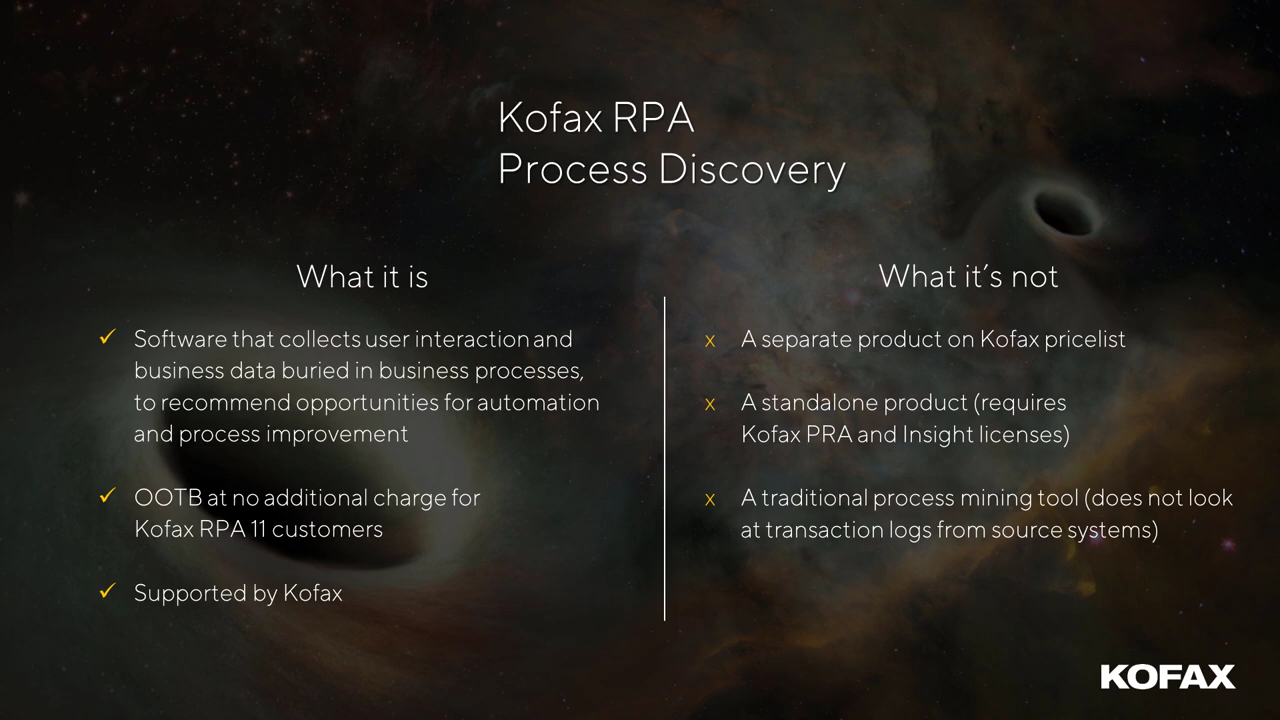 Kofax RPA
Process Discovery
What it is
✓ Software that collects user interaction and
business data buried in business processes,
to recommend opportunities for automation
and process improvement
✓ OOTB at no additional charge for
Kofax RPA 11 customers
✓ Supported by Kofax
What it’s not
x A separate product on Kofax pricelist
x A standalone product (requires
Kofax PRA and Insight licenses)
x A traditional process mining tool (does not look
at transaction logs from source systems)
KOFAX